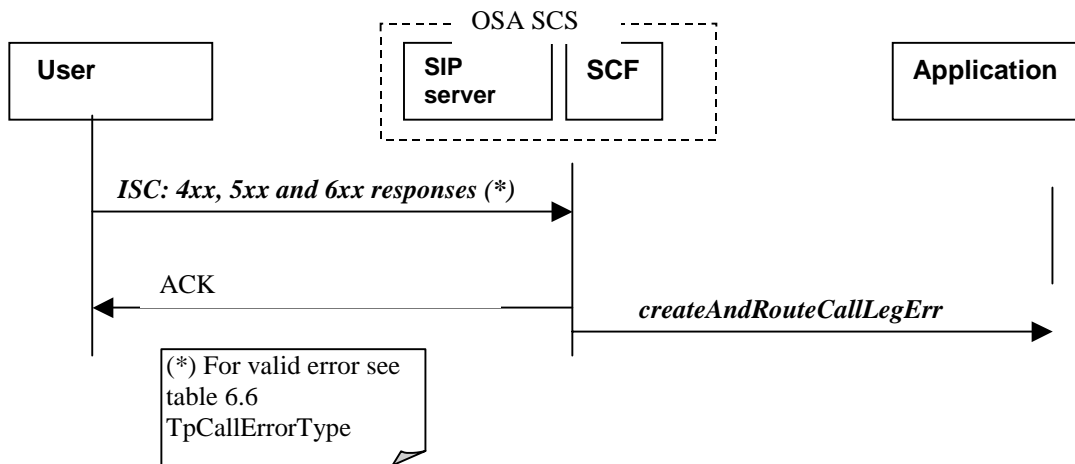 OSA SCS
User
SIP
server
SCF
Application
ISC: 4xx, 5xx and 6xx responses (*)
ACK
createAndRouteCallLegErr
(*) For valid error see
table 6.6
TpCallErrorType